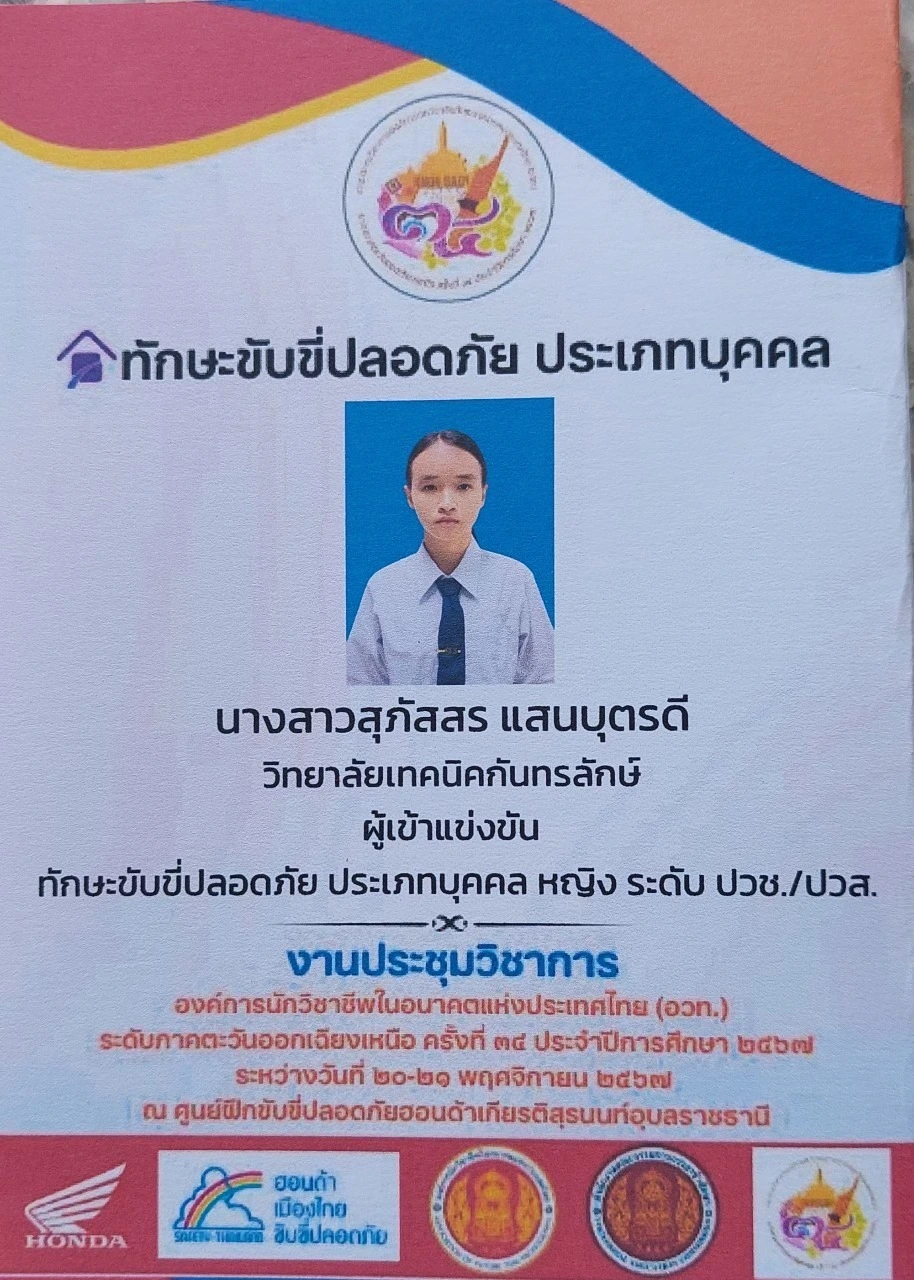 ทักษะขับขี่ปลอดภัย ประเภทบุคคล
นางสาวสุภัสสร แสนบุตรดี
วิทยาลัยเทคนิคกันทรลักษ์
ผู้เข้าแข่งขัน
ทักษะขับขี่ปลอดภัย ประเภทบุคคล หญิง ระดับ ปวช./ปวส.
งานประชุมวิชาการ
องค์การนักวิชาชีพในอนาคตแห่งประเทศไทย (อวท.)
ระดับภาคตะวันออกเฉียงเหนือ ครั้งที่ ๓๔ ประจำปีการศึกษา ๒๕๖๗
ระหว่างวันที่ ๒๐-๒๑ พฤศจิกายน ๒๕๖๗
ณ ศูนย์ฝึกขับขี่ปลอดภัยฮอนด้าเกียรติสุรนนท์อุบลราชธานี
HONDA
SAFETY THAILAND
ฮอนด้า
เมืองไทย
ขับขี่ปลอดภัย